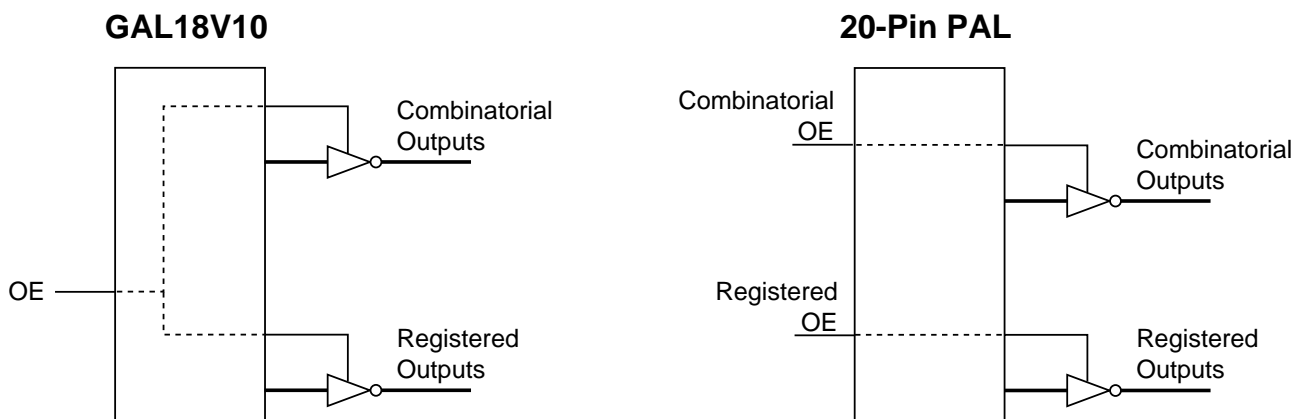 GAL18V10
Combinatorial
Outputs
OE
Registered
Outputs
20-Pin PAL
Combinatorial
OE
Combinatorial
Outputs
Registered
OE
Registered
Outputs